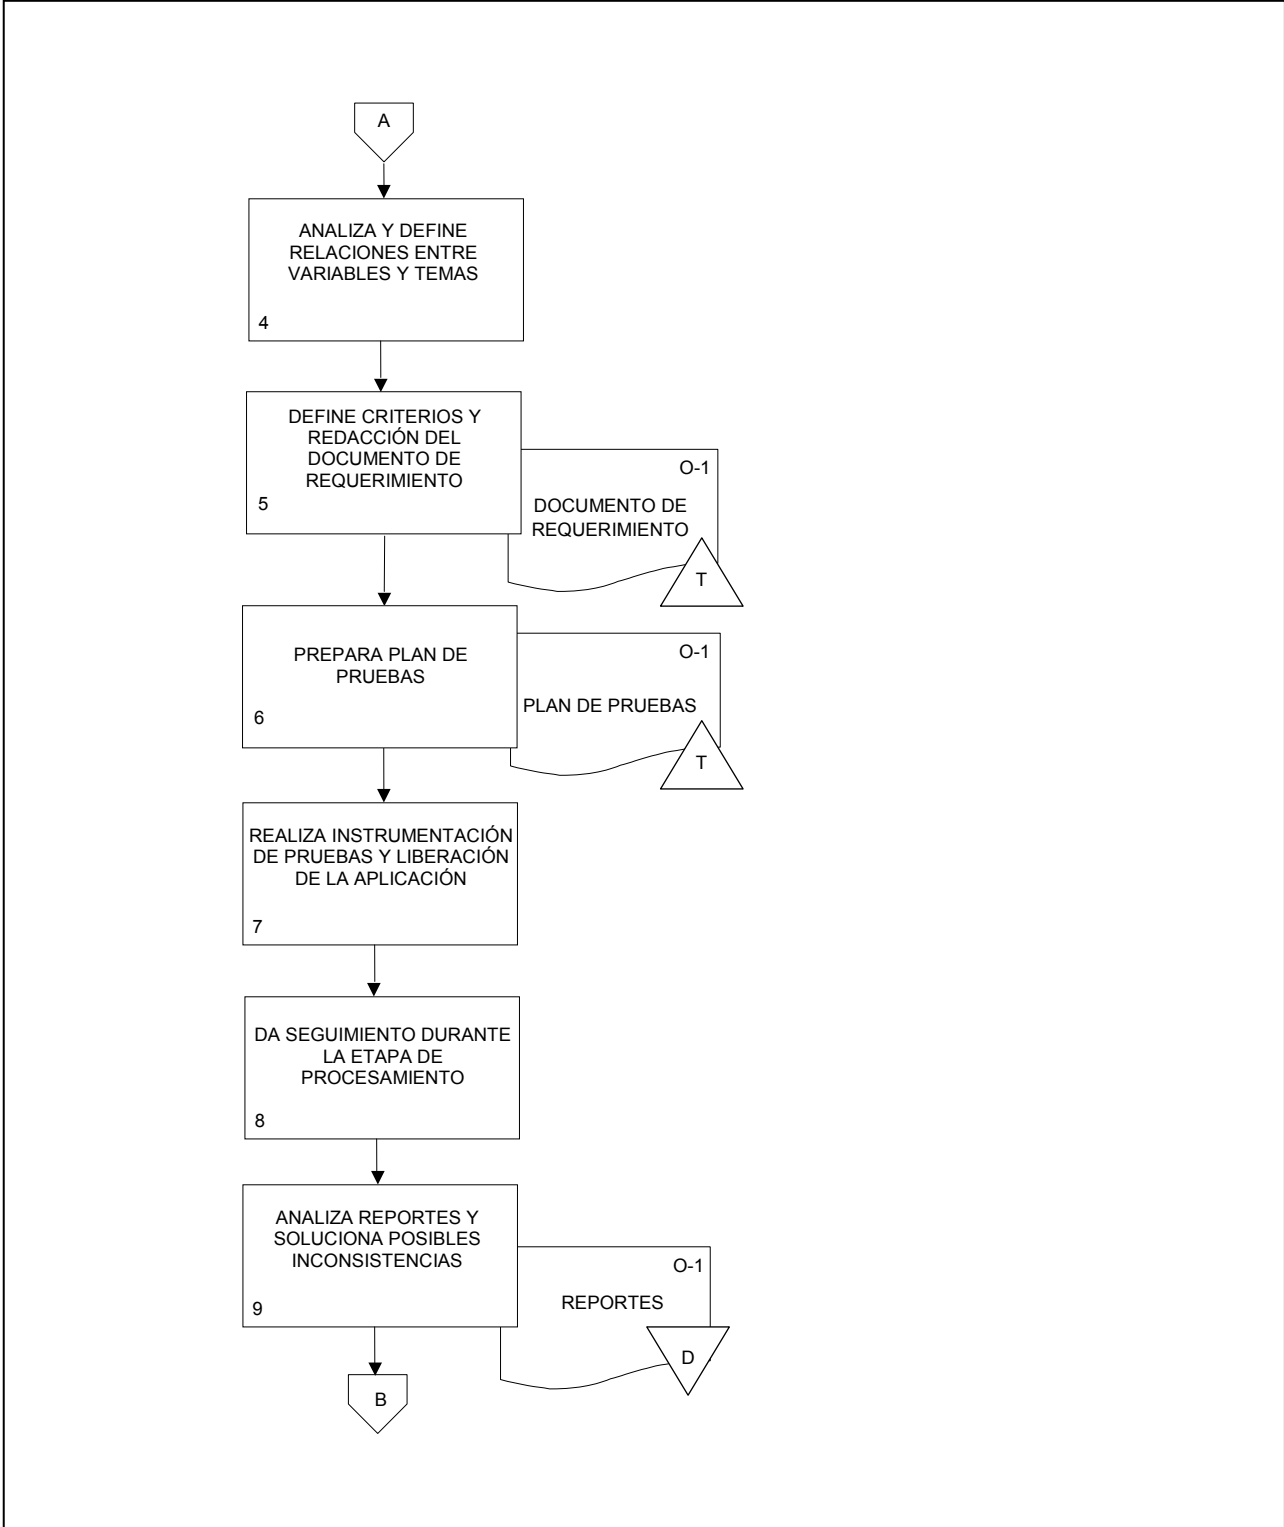 A
ANALIZA Y DEFINE
RELACIONES ENTRE
VARIABLES Y TEMAS
4
DEFINE CRITERIOS Y
REDACCIÓN DEL
DOCUMENTO DE
REQUERIMIENTO
5
O-1
DOCUMENTO DE
REQUERIMIENTO
T
PREPARA PLAN DE
PRUEBAS
6
O-1
PLAN DE PRUEBAS
T
REALIZA INSTRUMENTACIÓN
DE PRUEBAS Y LIBERACIÓN
DE LA APLICACIÓN
7
DA SEGUIMIENTO DURANTE
LA ETAPA DE
PROCESAMIENTO
8
ANALIZA REPORTES Y
SOLUCIONA POSIBLES
INCONSISTENCIAS
9
O-1
REPORTES
D
B